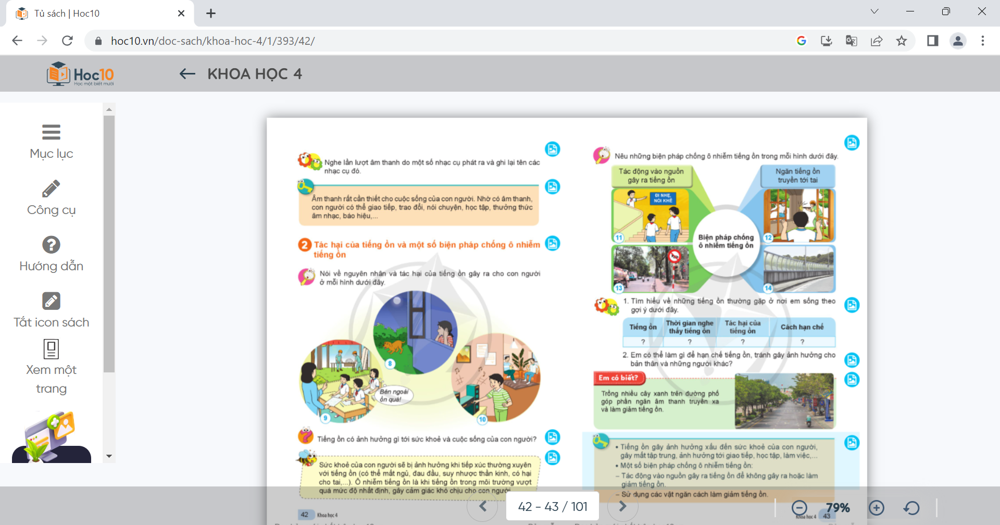 Tủ sách | Hoc10
hoc10.vn/doc-sach/khoa-hoc-4/1/393/42/
Hoc10
Học một biết mười
KHOA HỌC 4
Mục lục
Công cụ
Hướng dẫn
Tắt icon sách
Xem một
trang
Nghe lần lượt âm thanh do một số nhạc cụ phát ra và ghi lại tên các
nhạc cụ đó.
Âm thanh rất cần thiết cho cuộc sống của con người. Nhờ có âm thanh,
con người có thể giao tiếp, trao đổi, nói chuyện, học tập, thưởng thức
âm nhạc, báo hiệu,...
2 Tác hại của tiếng ồn và một số biện pháp chống ô nhiễm
tiếng ồn
Nói về nguyên nhân và tác hại của tiếng ồn gây ra cho con người
ở mỗi hình dưới đây.
8
Bên ngoài
ồn quá!
9
10
Tiếng ồn có ảnh hưởng gì tới sức khoẻ và cuộc sống của con người?
Sức khoẻ của con người sẽ bị ảnh hưởng khi tiếp xúc thường xuyên
với tiếng ồn (có thể mất ngủ, đau đầu, suy nhược thần kinh, có hại
cho tai,...). Ô nhiễm tiếng ồn là khi tiếng ồn trong môi trường vượt
quá mức độ nhất định, gây cảm giác khó chịu cho con người.
42 Khoa học 4
Nêu những biện pháp chống ô nhiễm tiếng ồn trong mỗi hình dưới đây.
Tác động vào nguồn
gây ra tiếng ồn
Ngăn tiếng ồn
truyền tới tai
ĐI NHẸ,
NÓI KHẼ
11
Biện pháp chống
ô nhiễm tiếng ồn
12
13
14
1. Tìm hiểu về những tiếng ồn thường gặp ở nơi em sống theo
gợi ý dưới đây.
Tiếng ồn
Thời gian nghe
thấy tiếng ồn
Tác hại của
tiếng ồn
Cách hạn chế
? ? ? ?
2. Em có thể làm gì để hạn chế tiếng ồn, tránh gây ảnh hưởng cho
bản thân và những người khác?
Em có biết?
Trồng nhiều cây xanh trên đường phố
góp phần ngăn âm thanh truyền xa
và làm giảm tiếng ồn.
• Tiếng ồn gây ảnh hưởng xấu đến sức khoẻ của con người,
gây mất tập trung, ảnh hưởng tới giao tiếp, học tập, làm việc,...
• Một số biện pháp chống ô nhiễm tiếng ồn:
– Tác động vào nguồn gây ra tiếng ồn để không gây ra hoặc làm
giảm tiếng ồn.
– Sử dụng các vật ngăn cách làm giảm tiếng ồn.
Khoa học 4 43
42 - 43 / 101
79%